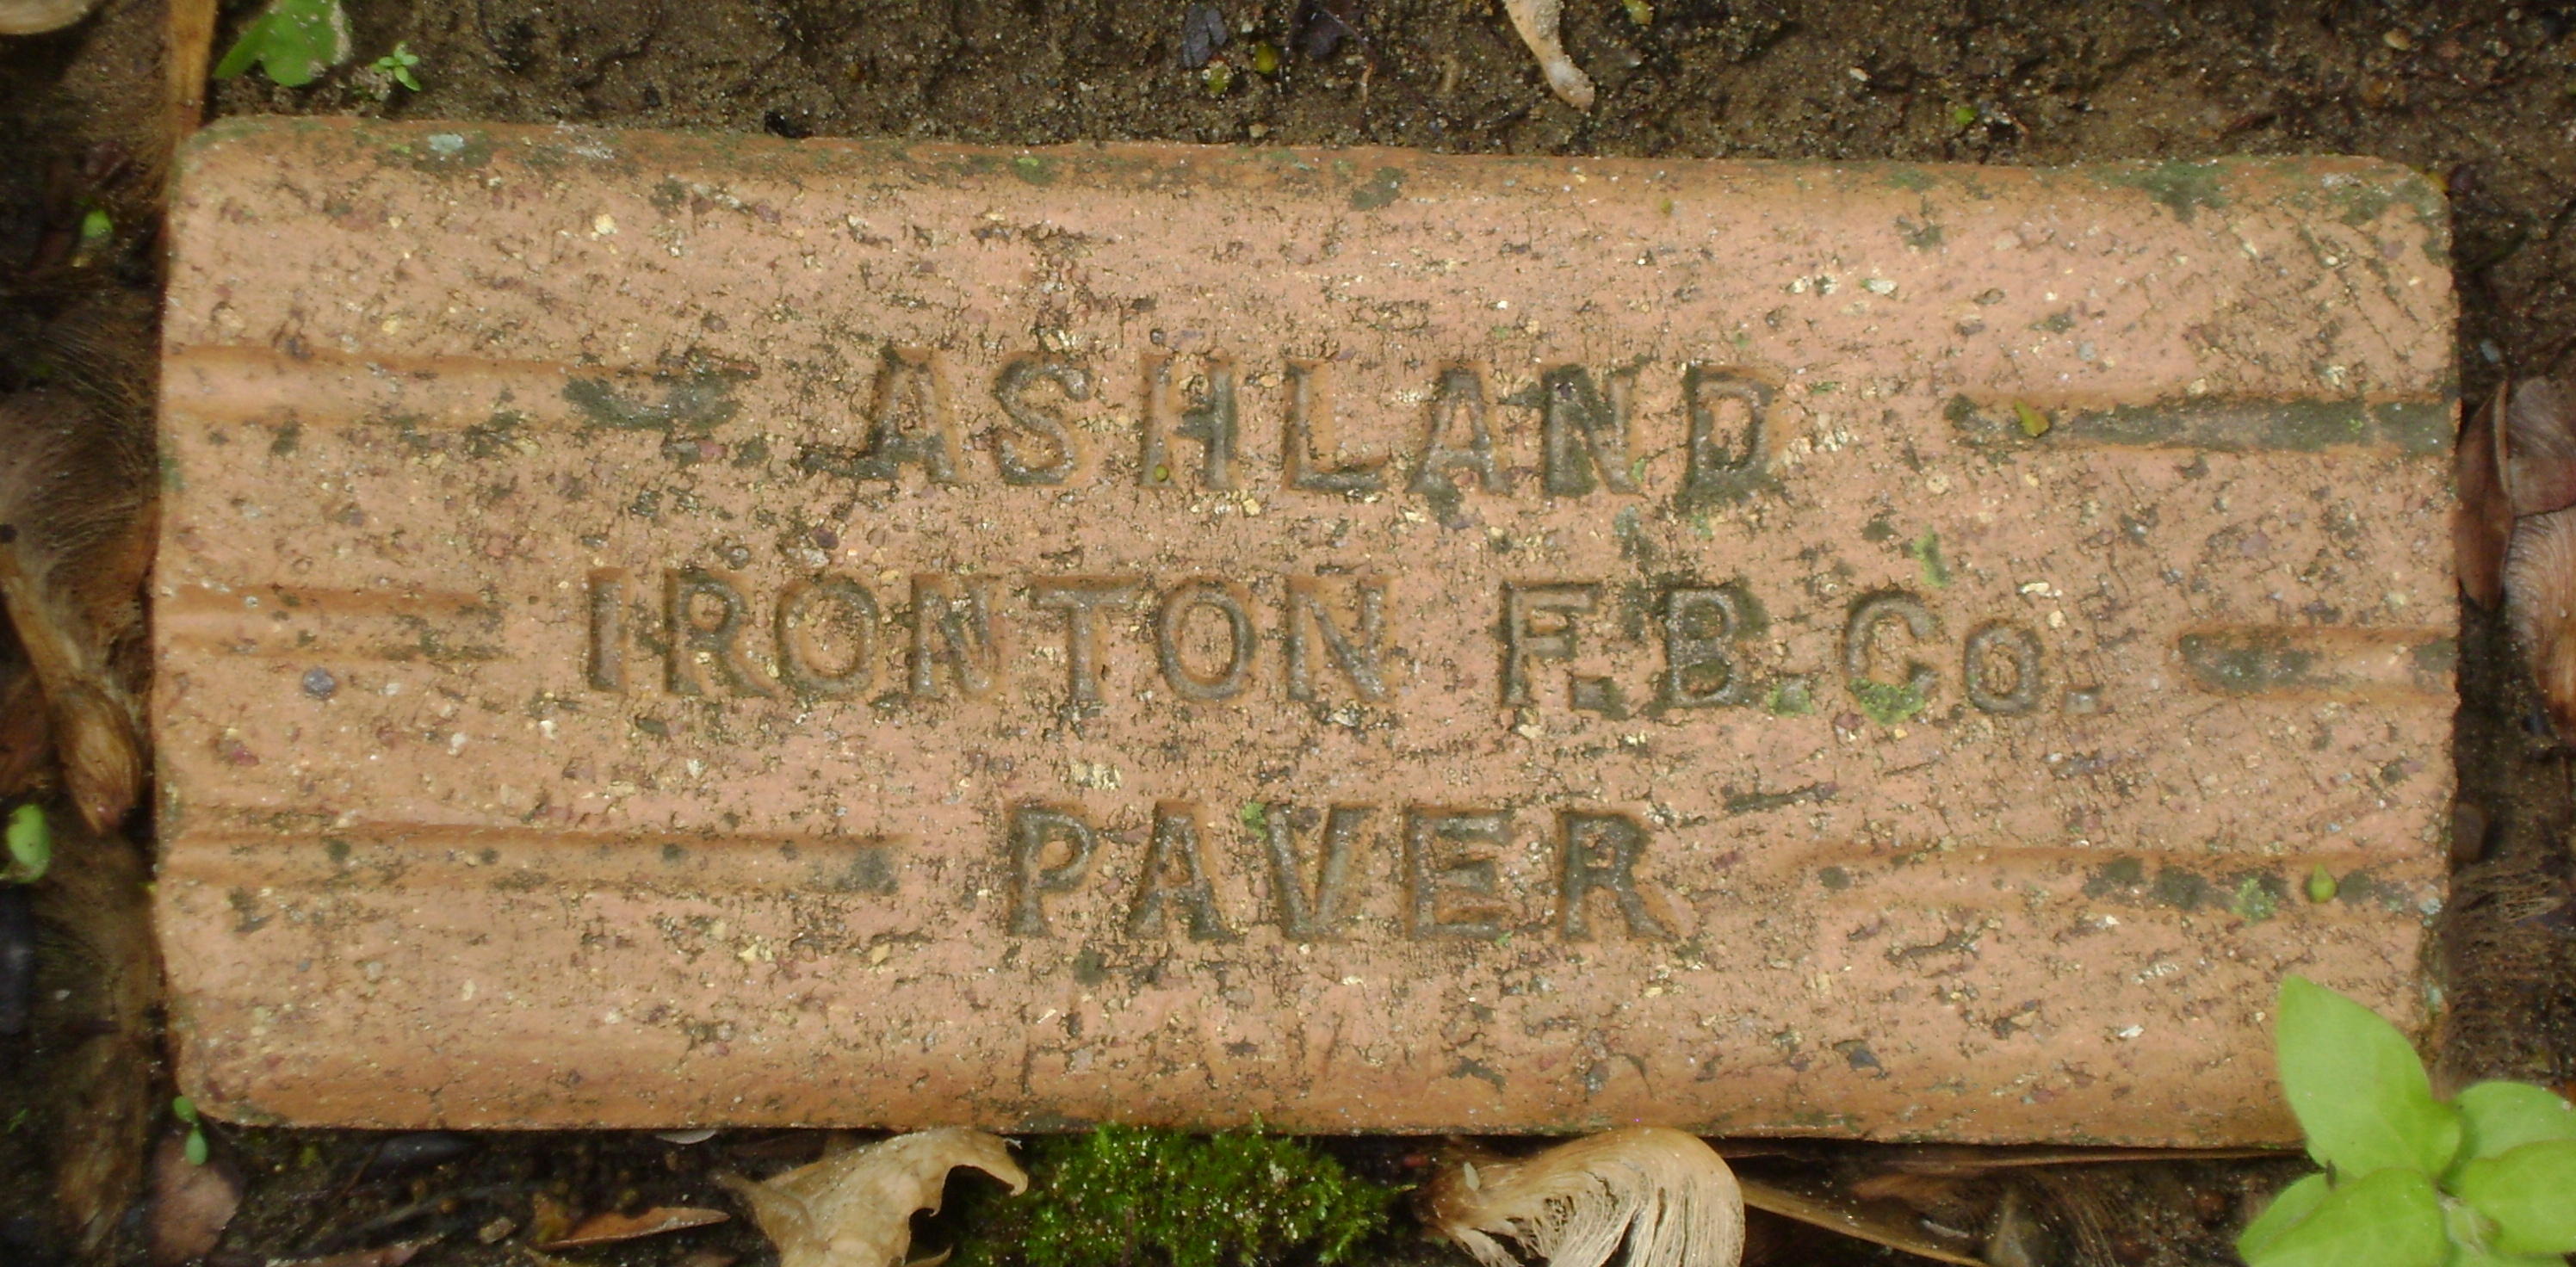 ASHLAND
IRONTON F.B.Co.
PAVER